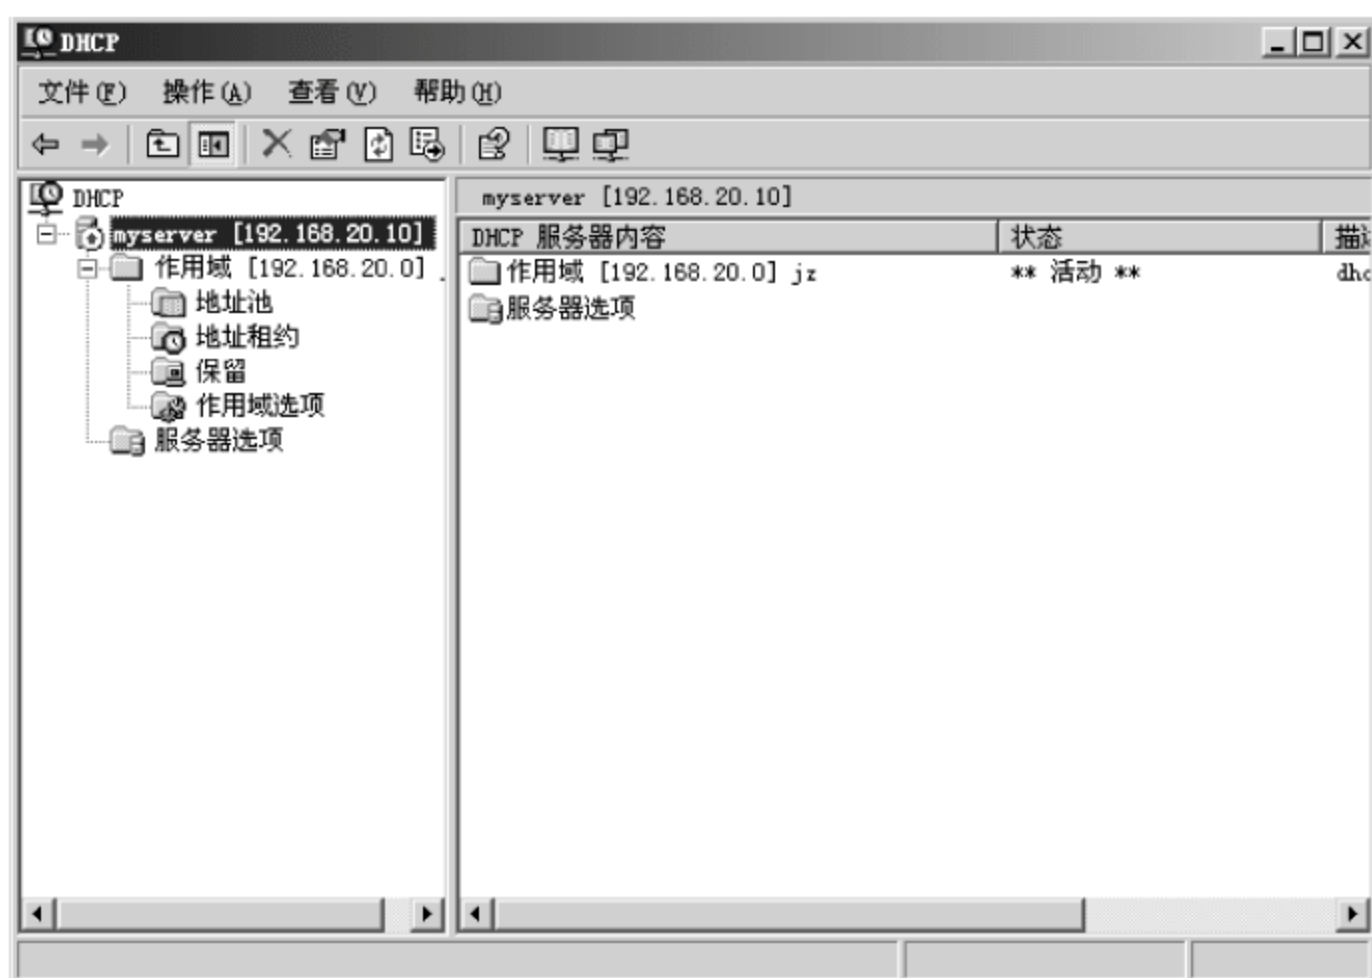 DHCP
文件(F) 操作(A) 查看(V) 帮助(H)
DHCP
myserver [192.168.20.10]
作用域 [192.168.20.0]
地址池
地址租约
保留
作用域选项
服务器选项
myserver [192.168.20.10]
DHCP 服务器内容 状态
作用域 [192.168.20.0] jz ** 活动 **
服务器选项